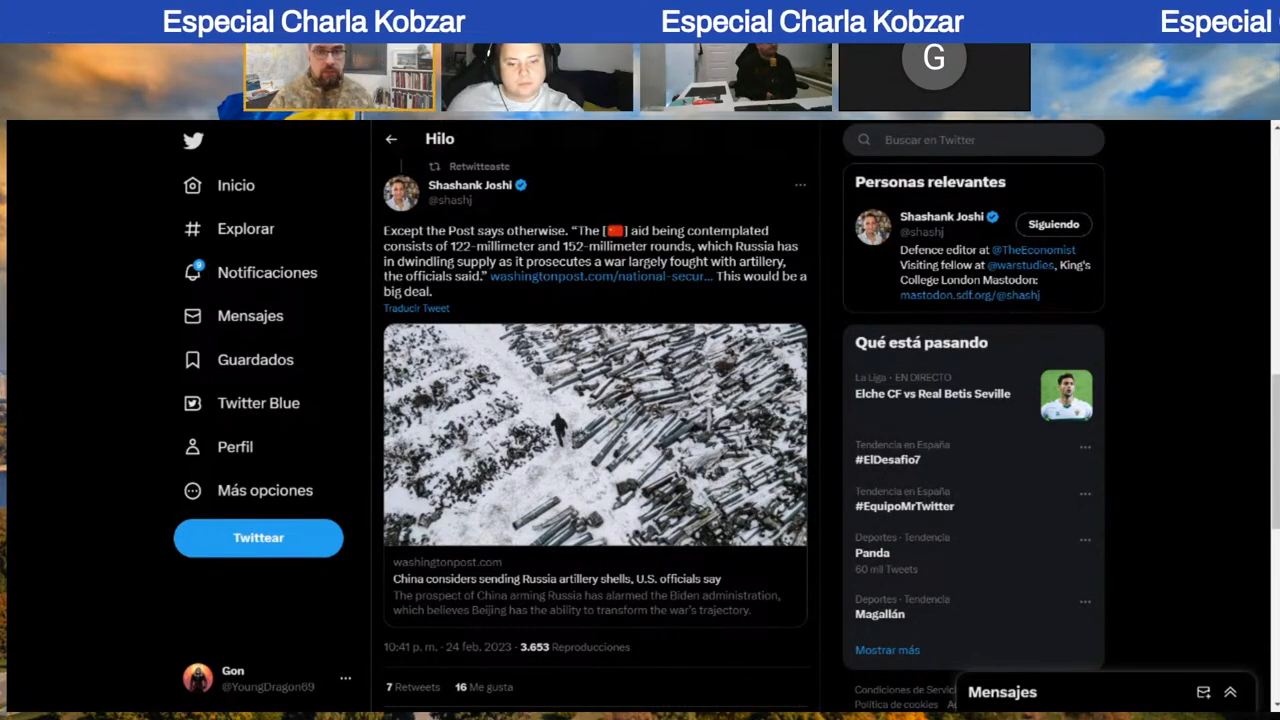 Especial Charla Kobzar
Especial Charla Kobzar
Especial
G
Inicio
Explorar
9
Notificaciones
Mensajes
Guardados
Twitter Blue
Perfil
Más opciones
Twittear
Gon
@YoungDragon69
Hilo
Retwitteaste
Shashank Joshi
@shashj
Except the Post says otherwise. “The [🇨🇳] aid being contemplated
consists of 122-millimeter and 152-millimeter rounds, which Russia has
in dwindling supply as it prosecutes a war largely fought with artillery,
the officials said.” washingtonpost.com/national-secur... This would be a
big deal.
Traducir Tweet
washingtonpost.com
China considers sending Russia artillery shells, U.S. officials say
The prospect of China arming Russia has alarmed the Biden administration,
which believes Beijing has the ability to transform the war's trajectory.
10:41 p. m. · 24 feb. 2023 · 3.653 Reproducciones
7 Retweets 16 Me gusta
Buscar en Twitter
Personas relevantes
Shashank Joshi
@shashj
Siguiendo
Defence editor at @TheEconomist
Visiting fellow at @warstudies, King's
College London Mastodon:
mastodon.sdf.org/@shashj
Qué está pasando
La Liga · EN DIRECTO
Elche CF vs Real Betis Seville
Tendencia en España
#ElDesafio7
Tendencia en España
#EquipoMrTwitter
Deportes · Tendencia
Panda
60 mil Tweets
Deportes · Tendencia
Magallán
Mostrar más
Condiciones de Servici
Política de cookies
Mensajes